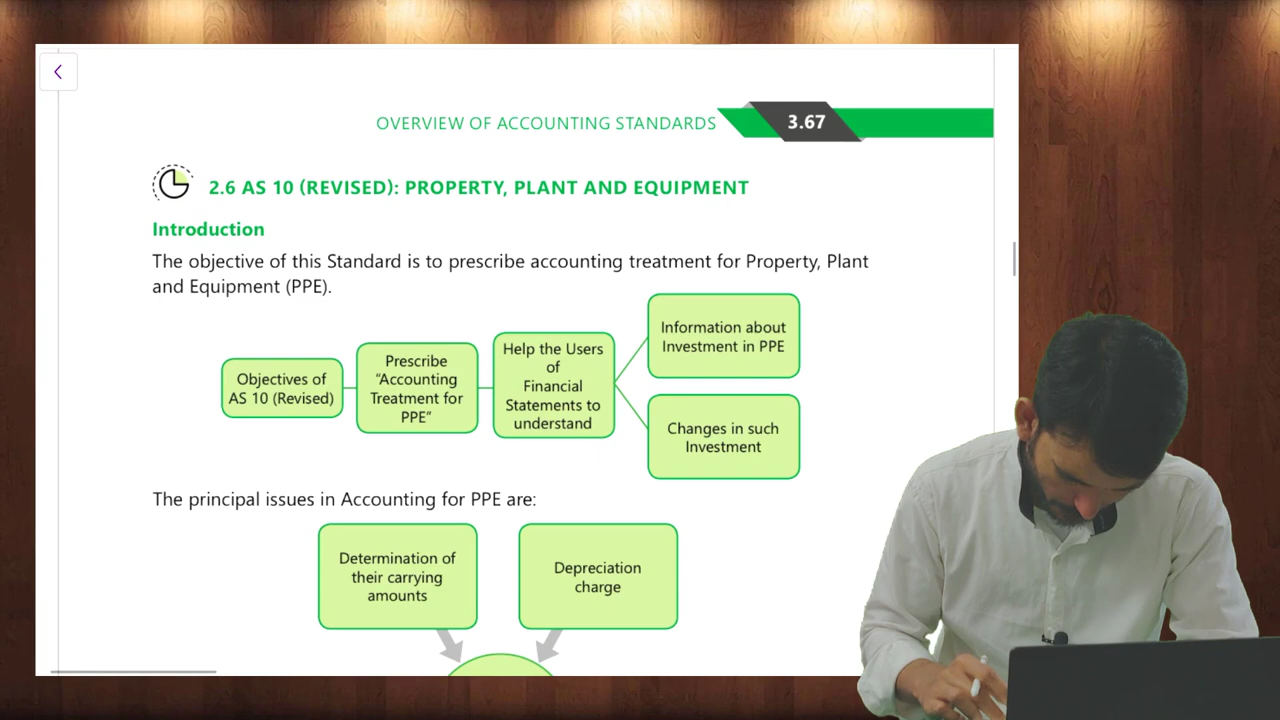 OVERVIEW OF ACCOUNTING STANDARDS 3.67
2.6 AS 10 (REVISED): PROPERTY, PLANT AND EQUIPMENT
Introduction
The objective of this Standard is to prescribe accounting treatment for Property, Plant
and Equipment (PPE).
Objectives of
AS 10 (Revised)
Prescribe
“Accounting
Treatment for
PPE”
Help the Users
of
Financial
Statements to
understand
Information about
Investment in PPE
Changes in such
Investment
The principal issues in Accounting for PPE are:
Determination of
their carrying
amounts
Depreciation
charge